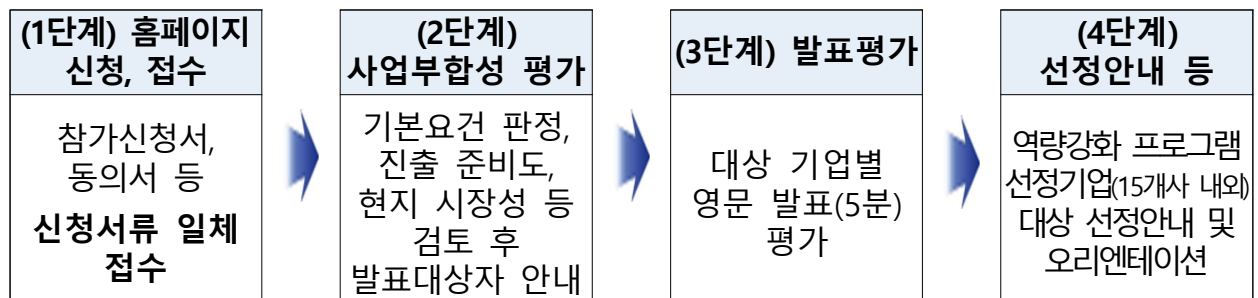 (1단계) 홈페이지
신청, 접수
참가신청서,
동의서 등
신청서류 일체
접수
(2단계)
사업부합성 평가
기본요건 판정,
진출 준비도,
현지 시장성 등
검토 후
발표대상자 안내
(3단계) 발표평가
대상 기업별
영문 발표(5분)
평가
(4단계)
선정안내 등
역량강화 프로그램
선정기업(15개사 내외)
대상 선정안내 및
오리엔테이션